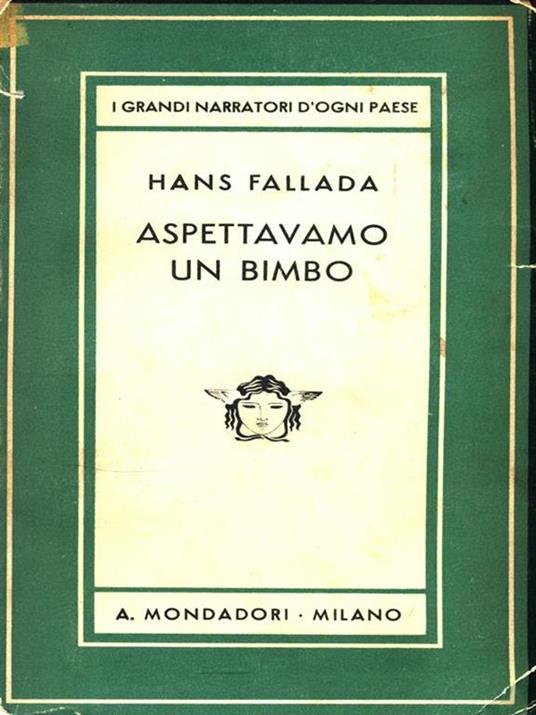 I GRANDI NARRATORI D'OGNI PAESE
HANS FALLADA
ASPETTAVAMO
UN BIMBO
A. MONDADORI · MILANO